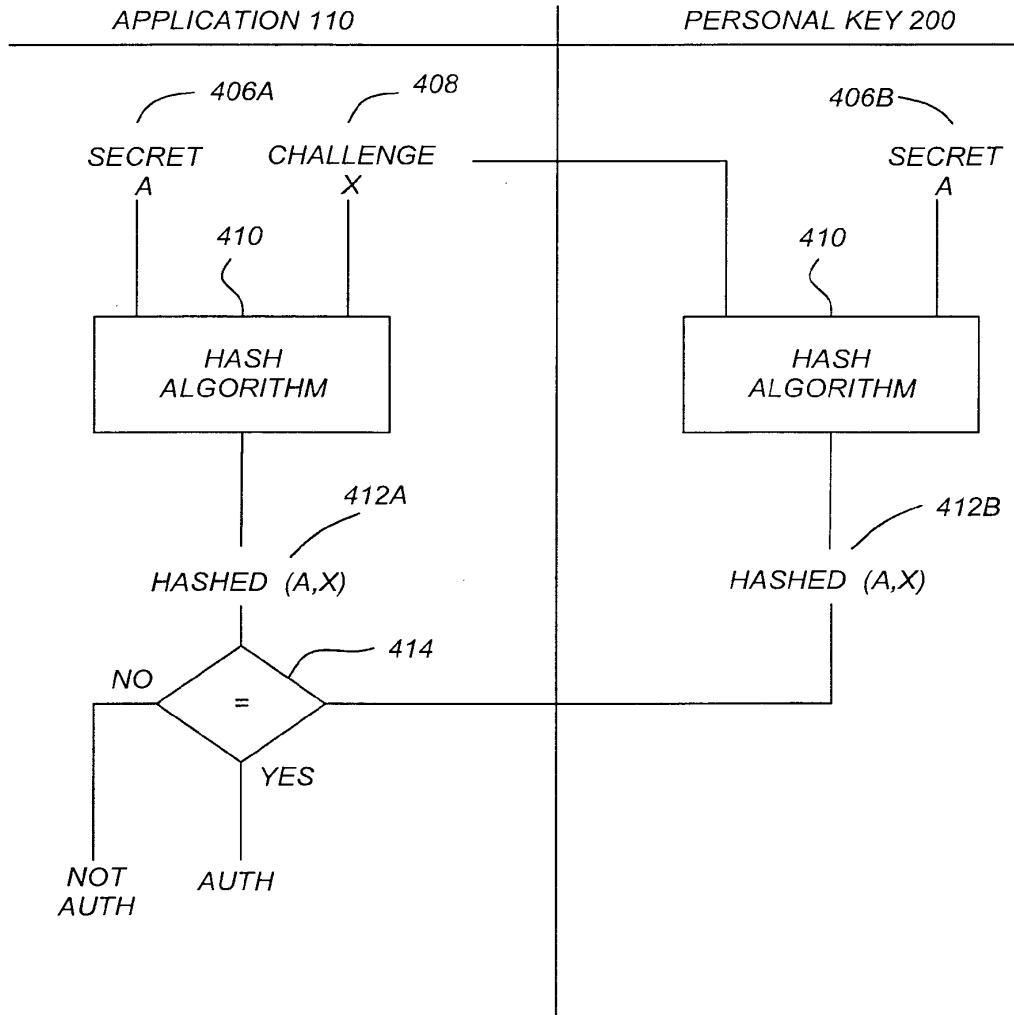 APPLICATION 110
PERSONAL KEY 200
406A
408
406B
SECRET
A
CHALLENGE
X
SECRET
A
410
410
HASH
ALGORITHM
HASH
ALGORITHM
412A
412B
HASHED (A,X)
HASHED (A,X)
414
NO
=
YES
NOT
AUTH
AUTH